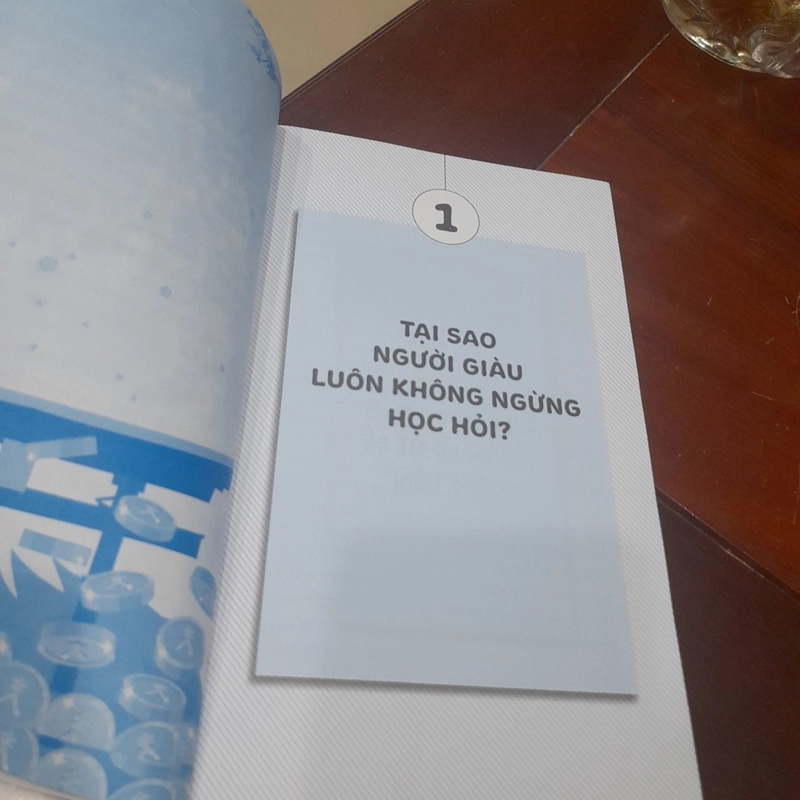 1
TẠI SAO
NGƯỜI GIÀU
LUÔN KHÔNG NGỪNG
HỌC HỎI?